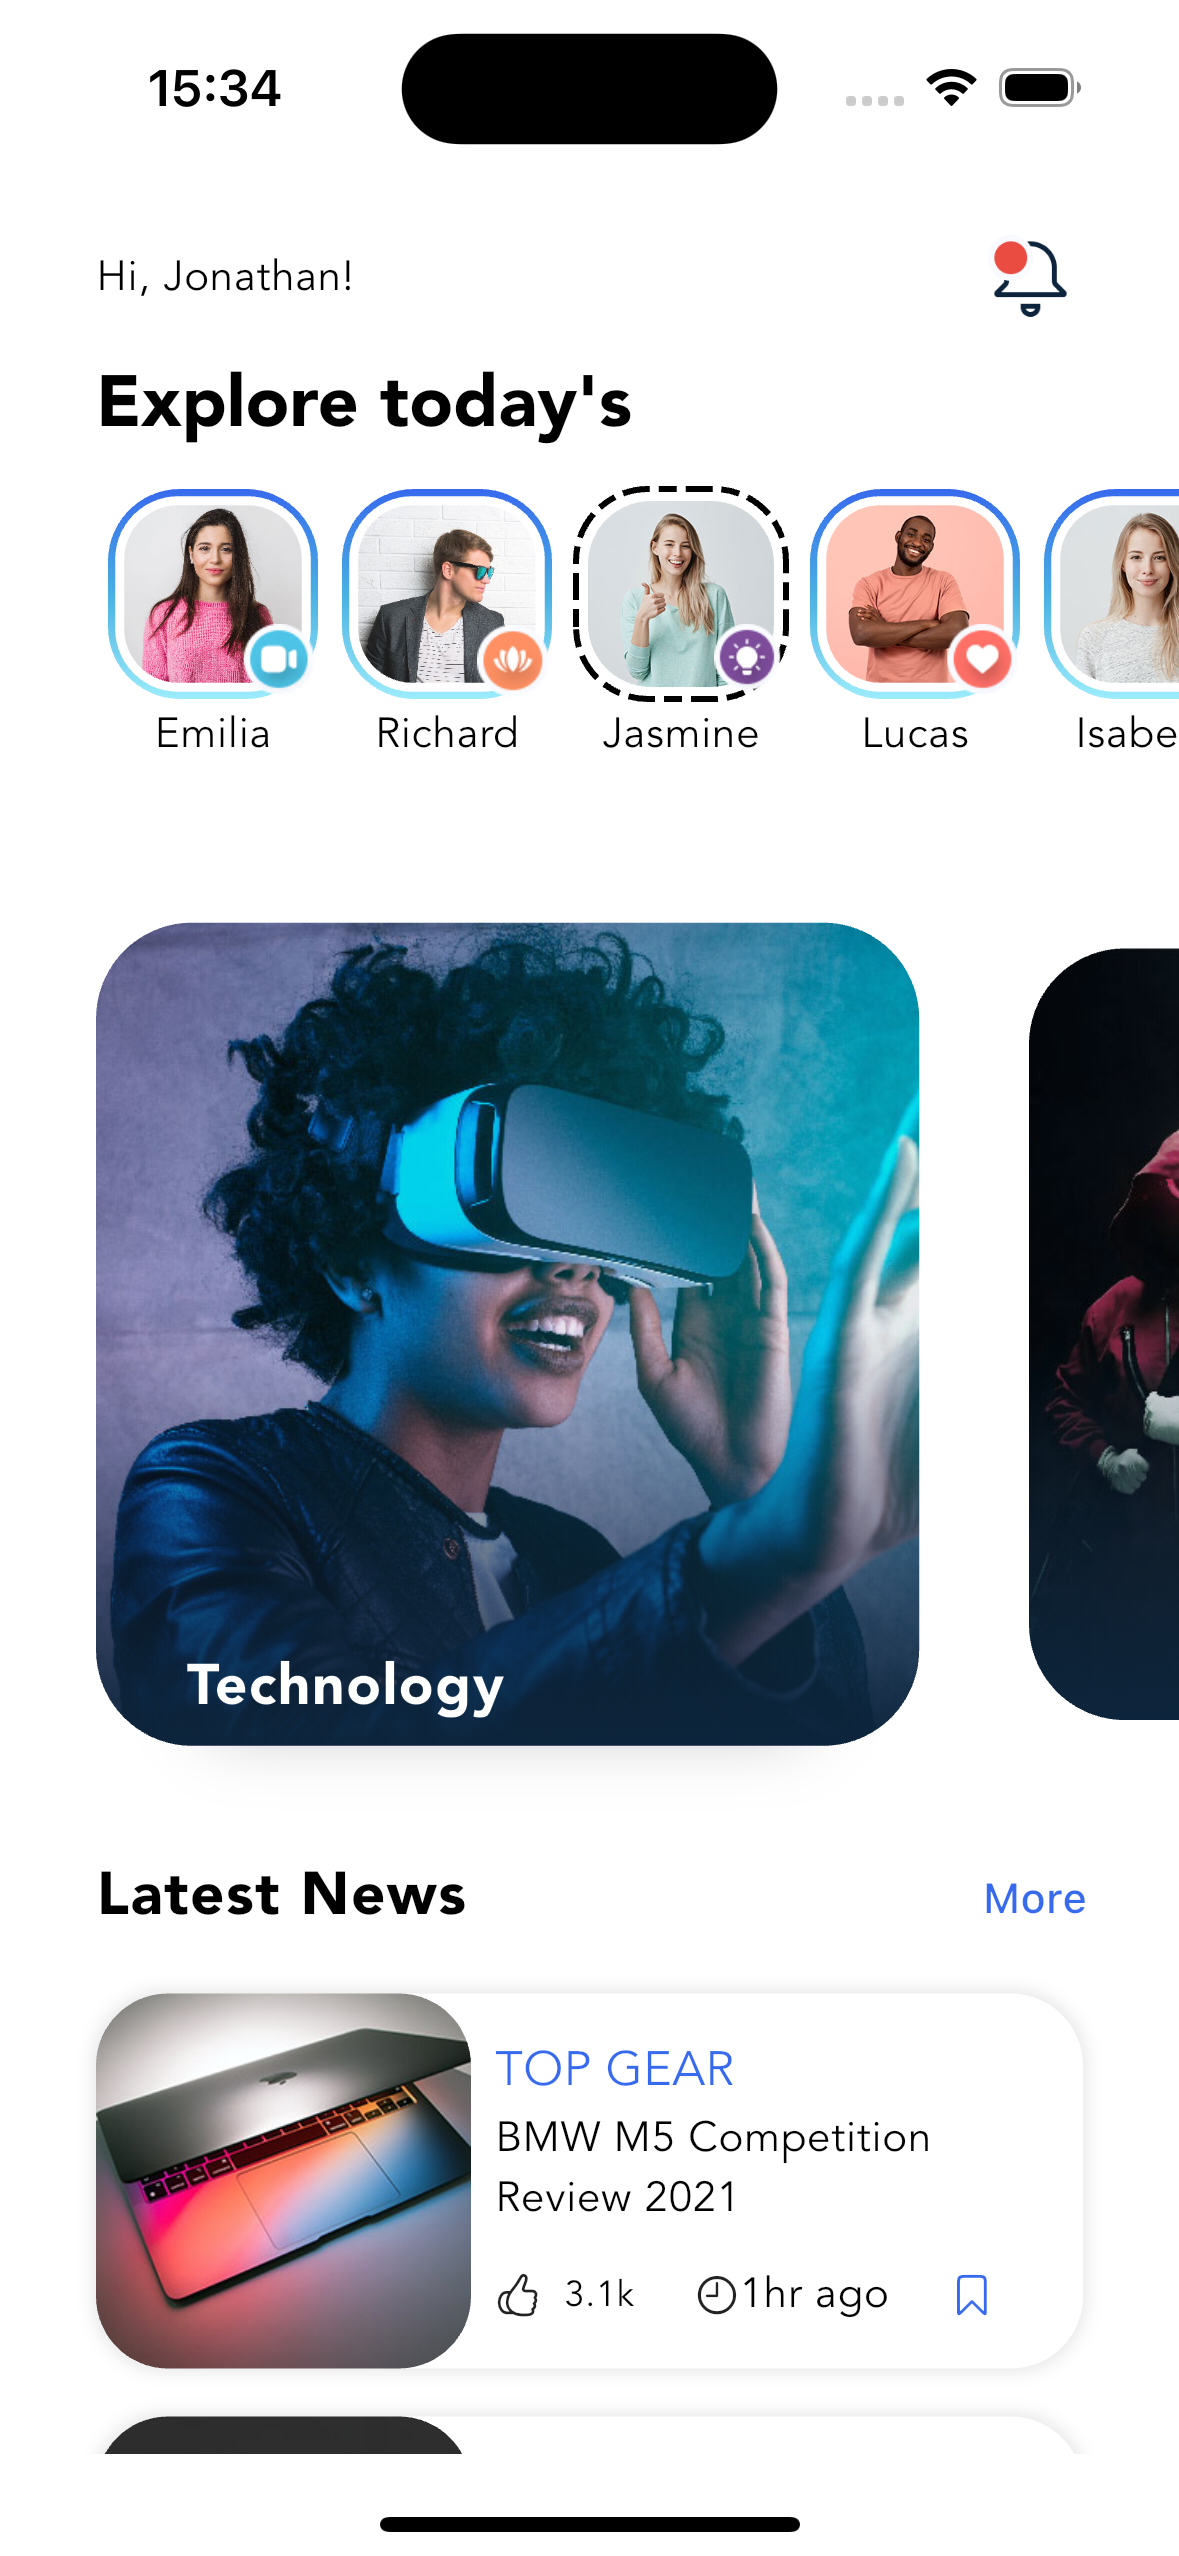 15:34
Hi, Jonathan!
Explore today's
Emilia
Richard
Jasmine
Lucas
Isabe
Technology
Latest News
More
TOP GEAR
BMW M5 Competition
Review 2021
3.1k
1hr ago